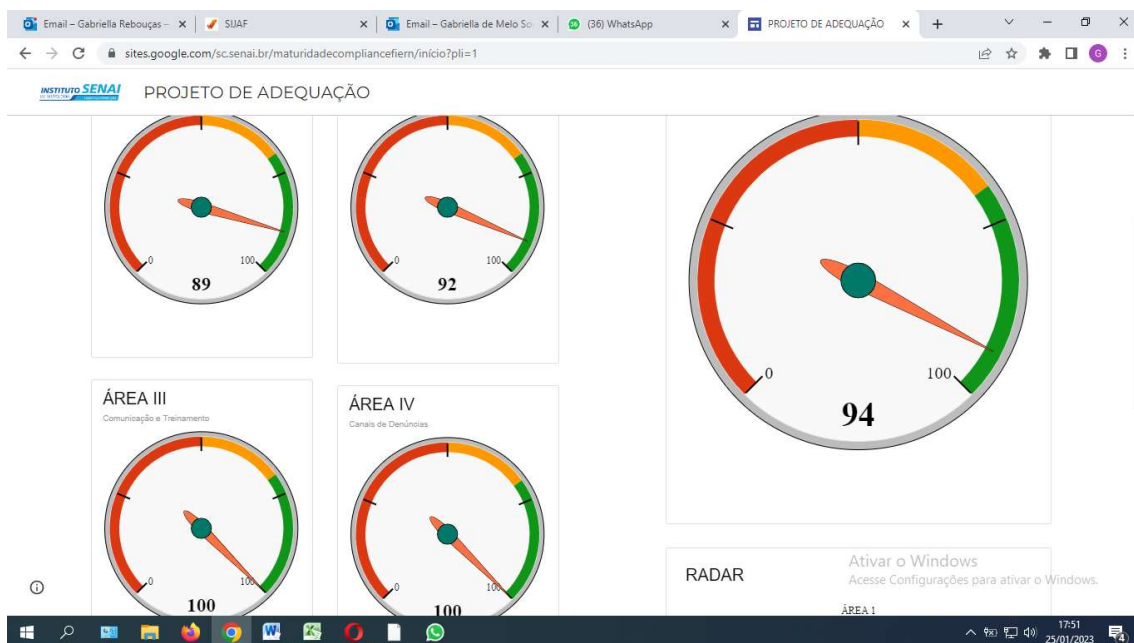 Email – Gabriella Rebouças –
SIJAF
Email – Gabriella de Melo So
(36) WhatsApp
PROJETO DE ADEQUAÇÃO
sites.google.com/sc.senai.br/maturidadecompliancefiern/início?pli=1
G
INSTITUTO SENAI
PROJETO DE ADEQUAÇÃO
0
100
89
0
100
92
0
100
94
ÁREA III
Comunicação e Treinamento
0
100
100
ÁREA IV
Canais de Denúncias
0
100
100
RADAR
ÁREA 1
Ativar o Windows
Acesse Configurações para ativar o Windows.
17:51
25/01/2023
4